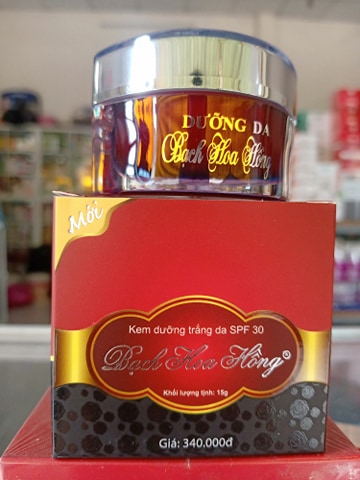 DƯỠNG DA
Bạch Hoa Hồng
Mới
Kem dưỡng trắng da SPF 30
Bạch Hoa Hồng®
Khối lượng tịnh: 15g
Giá: 340.000đ